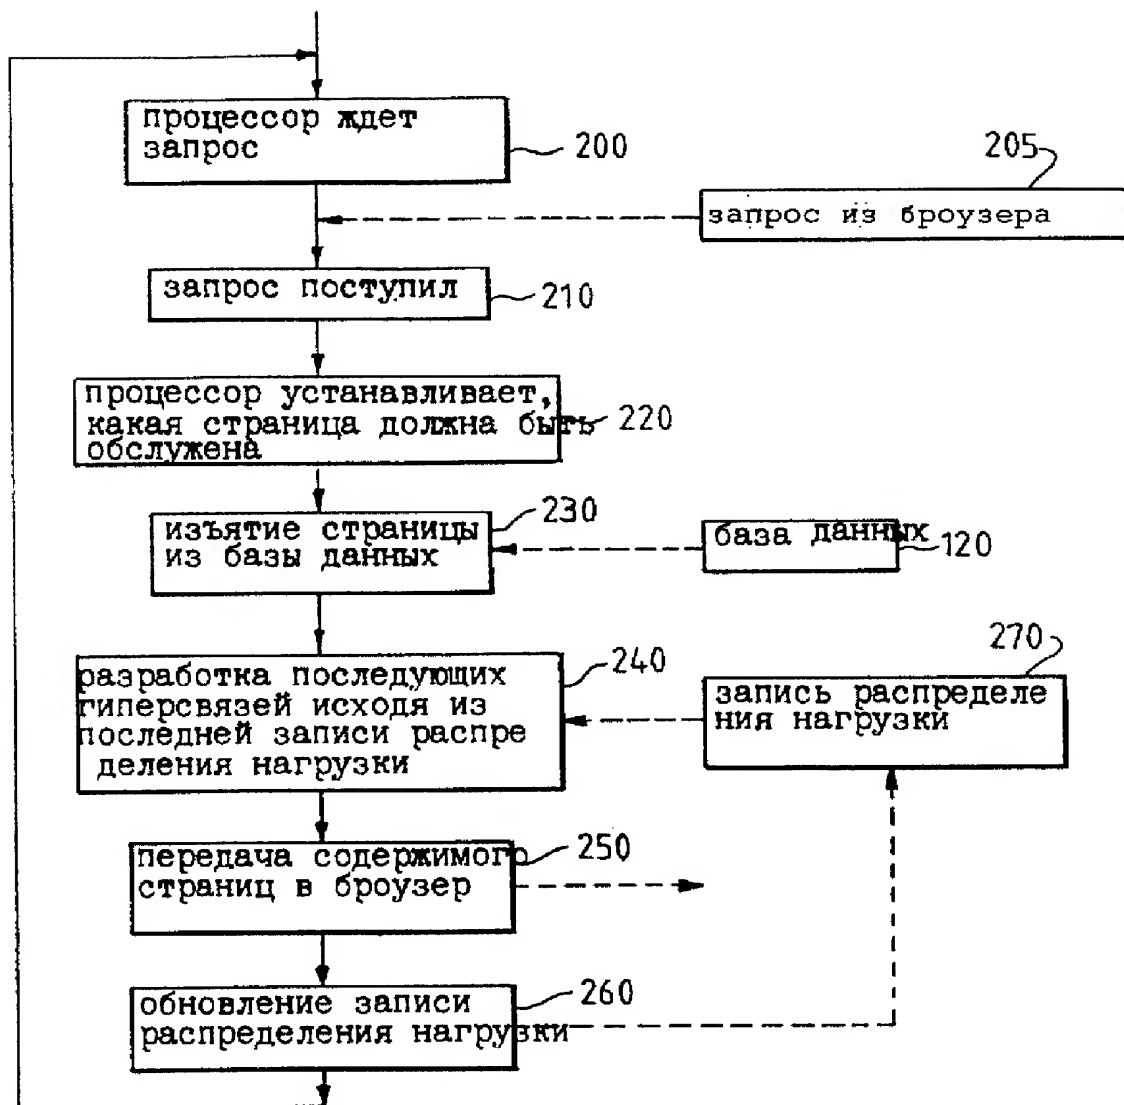 процессор ждет
запрос
200
205
запрос из броузера
запрос поступил
210
процессор устанавливает,
какая страница должна быть
обслужена
220
изъятие страницы
из базы данных
230
база данных
120
разработка последующих
гиперсвязей исходя из
последней записи распре
деления нагрузки
240
270
запись распределе
ния нагрузки
передача содержимого
страниц в броузер
250
обновление записи
распределения нагрузки
260